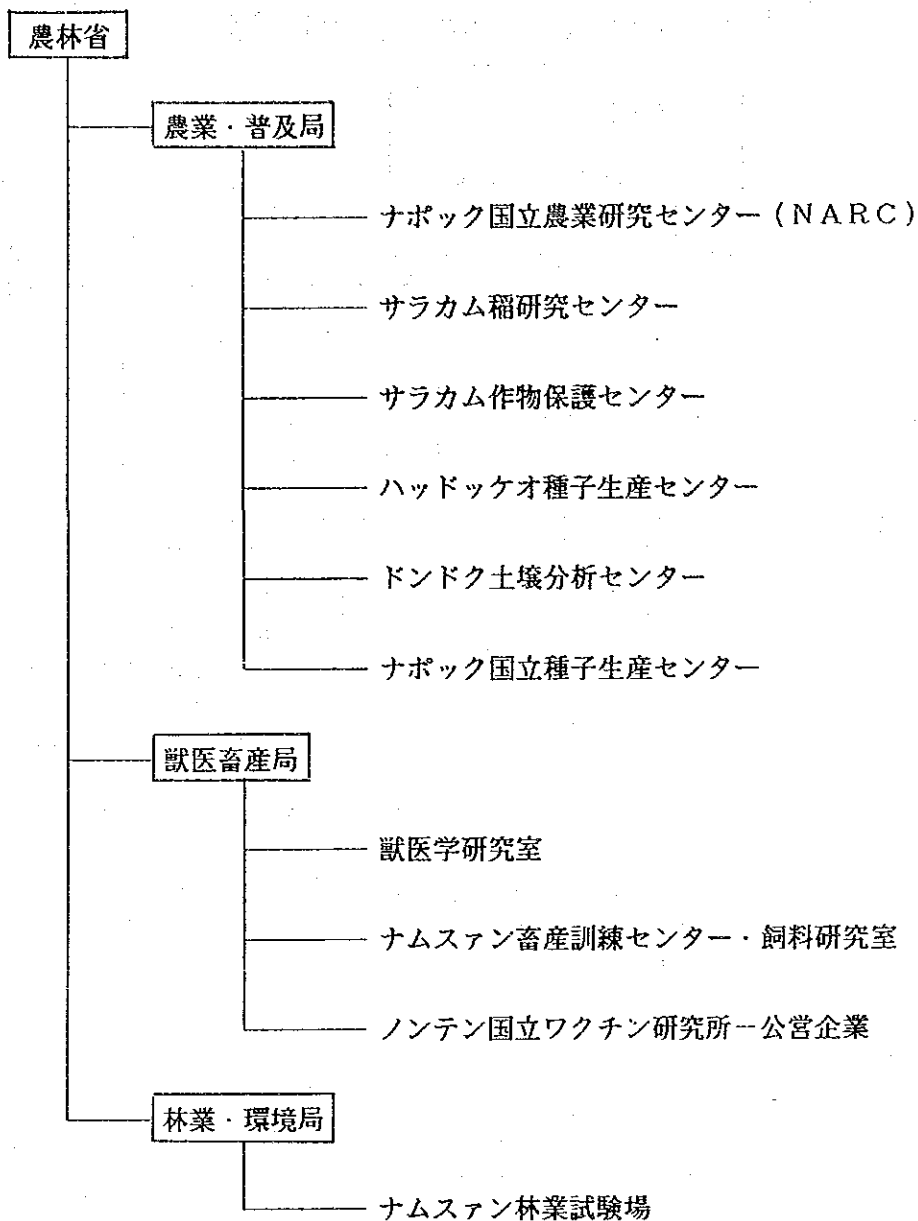 農林省
農業・普及局
ナポック国立農業研究センター(NARC)
サラカム稲研究センター
サラカム作物保護センター
ハッドッケオ種子生産センター
ドンドク土壌分析センター
ナポック国立種子生産センター
獣医畜産局
獣医学研究室
ナムスァン畜産訓練センター・飼料研究室
ノンテン国立ワクチン研究所--公営企業
林業・環境局
ナムスァン林業試験場